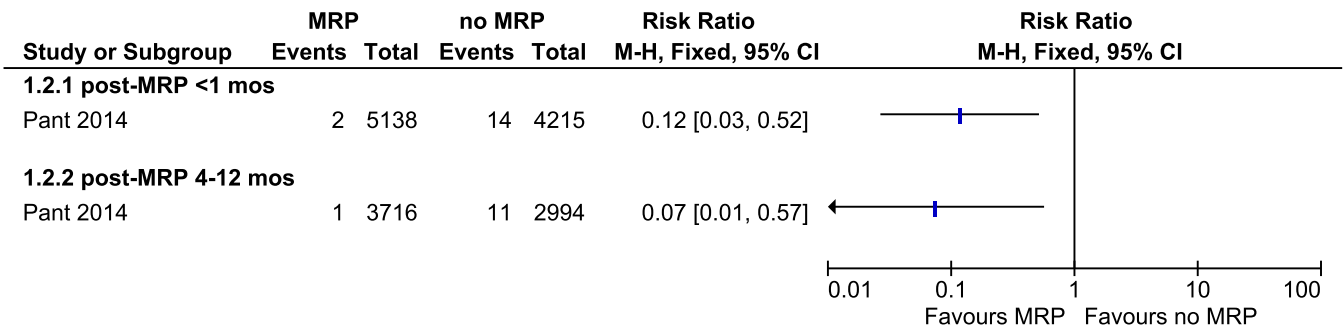 MRP no MRP Risk Ratio Risk Ratio
Study or Subgroup Events Total Events Total M-H, Fixed, 95% CI M-H, Fixed, 95% CI
1.2.1 post-MRP <1 mos
Pant 2014 2 5138 14 4215 0.12 [0.03, 0.52]
1.2.2 post-MRP 4-12 mos
Pant 2014 1 3716 11 2994 0.07 [0.01, 0.57]
0.01 0.1 1 10 100
Favours MRP Favours no MRP